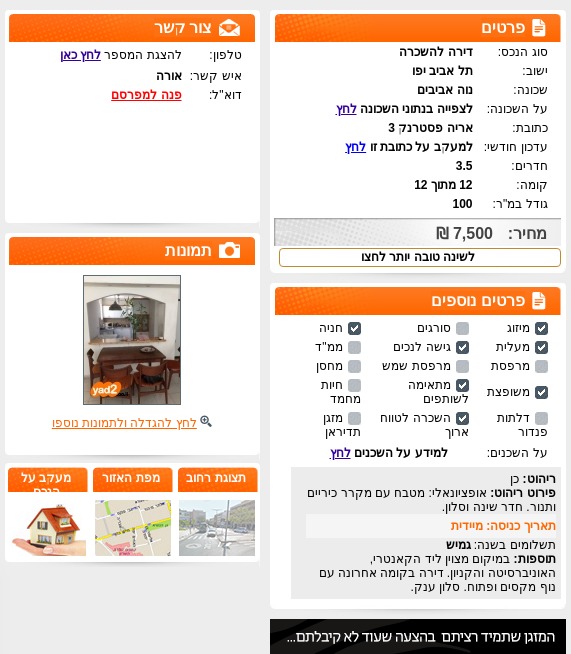 פרטים
סוג הנכס: דירה להשכרה
ישוב: תל אביב יפו
שכונה: נוה אביבים
על השכונה: לצפייה בנתוני השכונה לחץ
כתובת: אריה פסטרנק 3
עדכון חודשי: למעקב על כתובת זו לחץ
חדרים: 3.5
קומה: 12 מתוך 12
גודל במ"ר: 100
מחיר: 7,500 ₪
לשינה טובה יותר לחצו
פרטים נוספים
מיזוג סורגים חניה
מעלית גישה לנכים ממ"ד
מרפסת מרפסת שמש מחסן
משופצת מתאימה לשותפים חיות מחמד
דלתות פנדור השכרה לטווח ארוך מזגן תדיראן
על השכנים: למידע על השכנים לחץ
ריהוט: כן
פירוט ריהוט: אופציונאלי: מטבח עם מקרר כיריים
ותנור. חדר שינה וסלון.
תאריך כניסה: מיידית
תשלומים בשנה: גמיש
תוספות: במיקום מצוין ליד הקאנטרי,
האוניברסיטה והקניון. דירה בקומה אחרונה עם
נוף מקסים ופתוח. סלון ענק.
המזגן שתמיד רציתם בהצעה שעוד לא קיבלתם...
צור קשר
טלפון: להצגת המספר לחץ כאן
איש קשר: אורה
דוא"ל: פנה למפרסם
תמונות
yad2
לחץ להגדלה ולתמונות נוספו
תצוגת רחוב
מפת האזור
מעקב על
הנכס